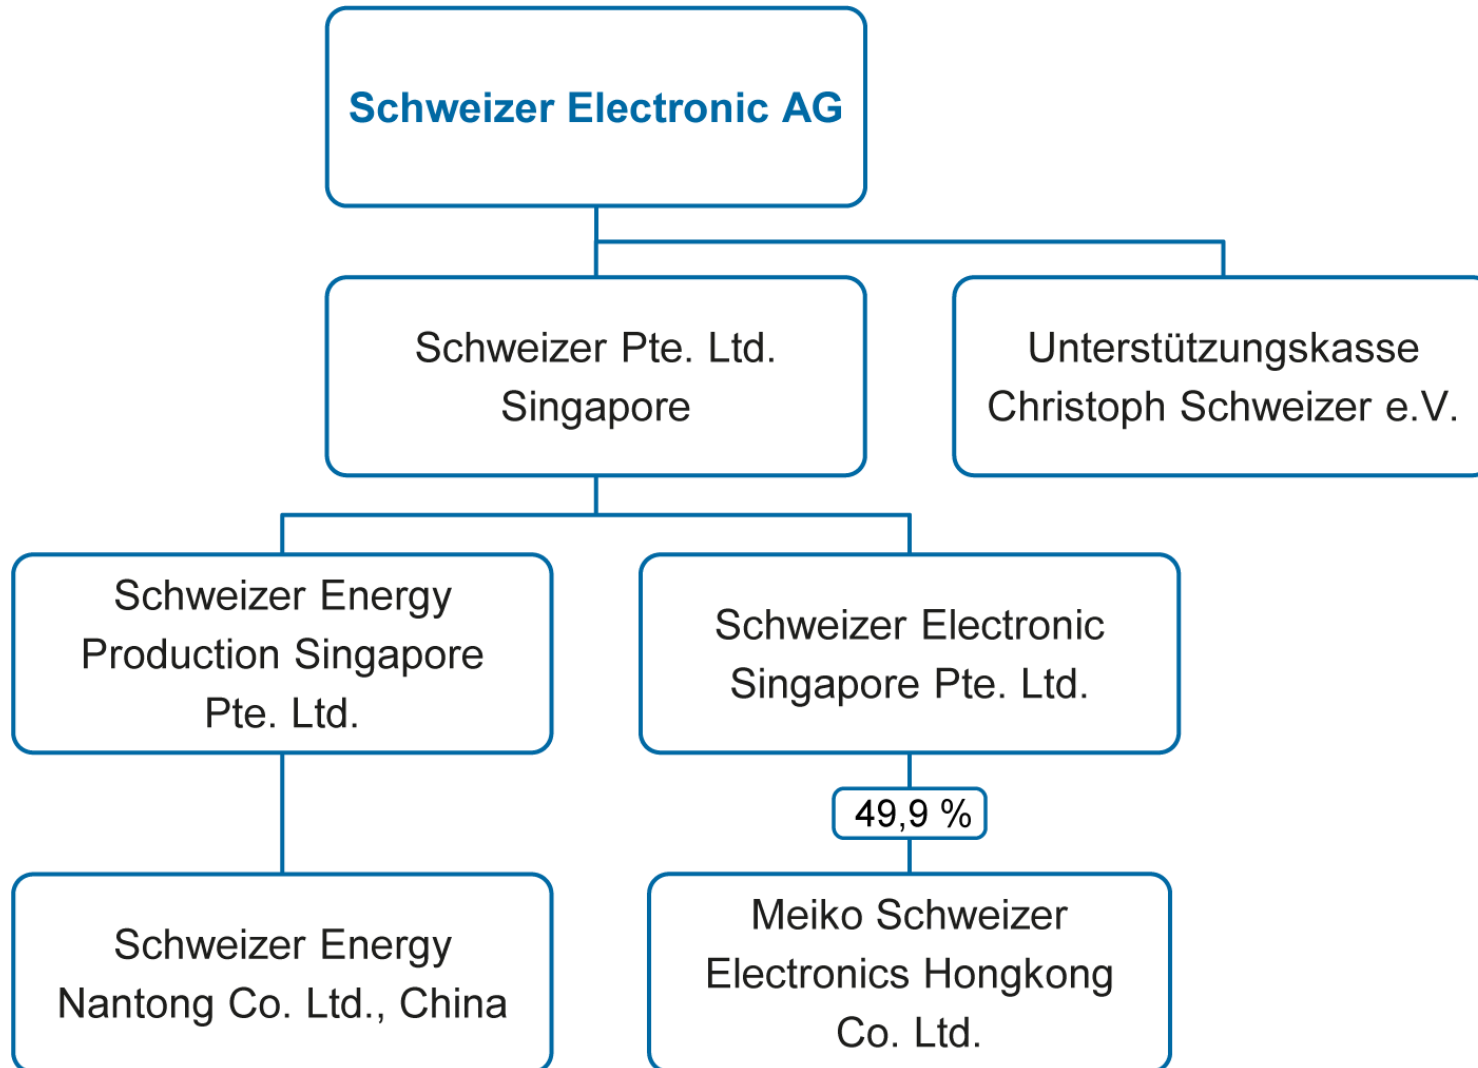 Schweizer Electronic AG
Schweizer Pte. Ltd.
Singapore
Unterstützungskasse
Christoph Schweizer e.V.
Schweizer Energy
Production Singapore
Pte. Ltd.
Schweizer Electronic
Singapore Pte. Ltd.
49,9 %
Schweizer Energy
Nantong Co. Ltd., China
Meiko Schweizer
Electronics Hongkong
Co. Ltd.